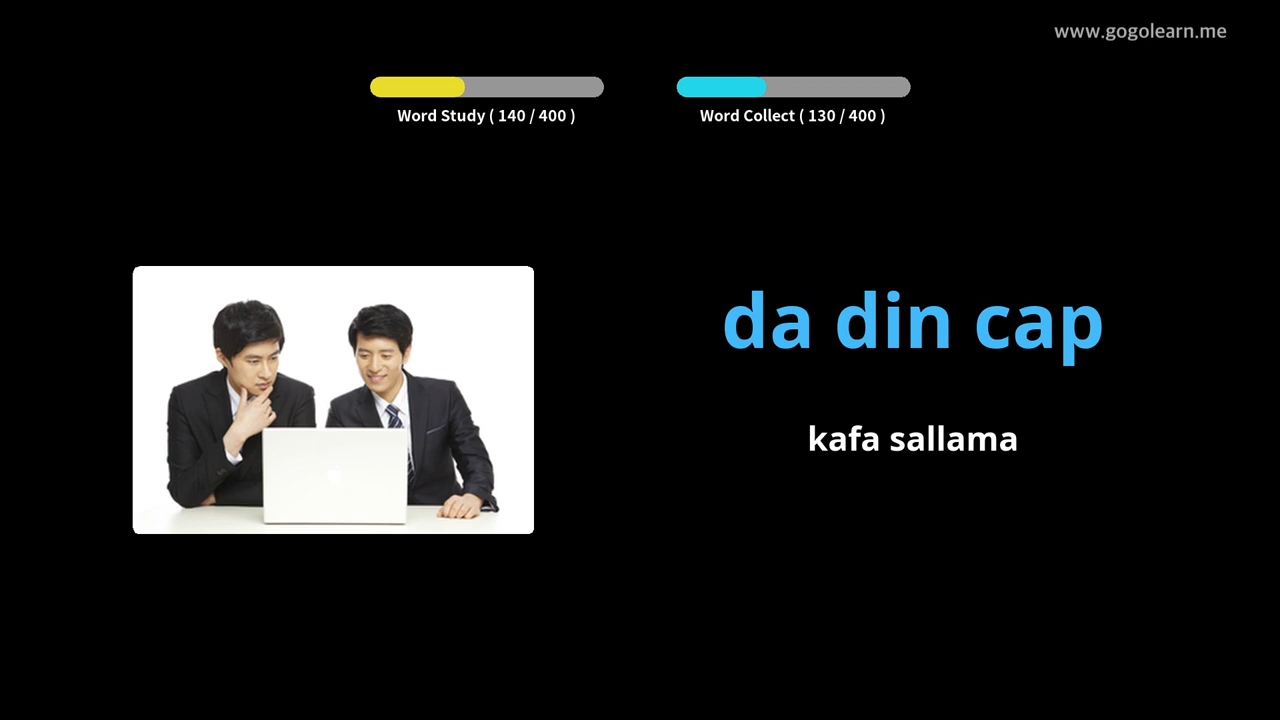 www.gogolearn.me
Word Study ( 140 / 400 )
Word Collect ( 130 / 400 )
da din cap
kafa sallama